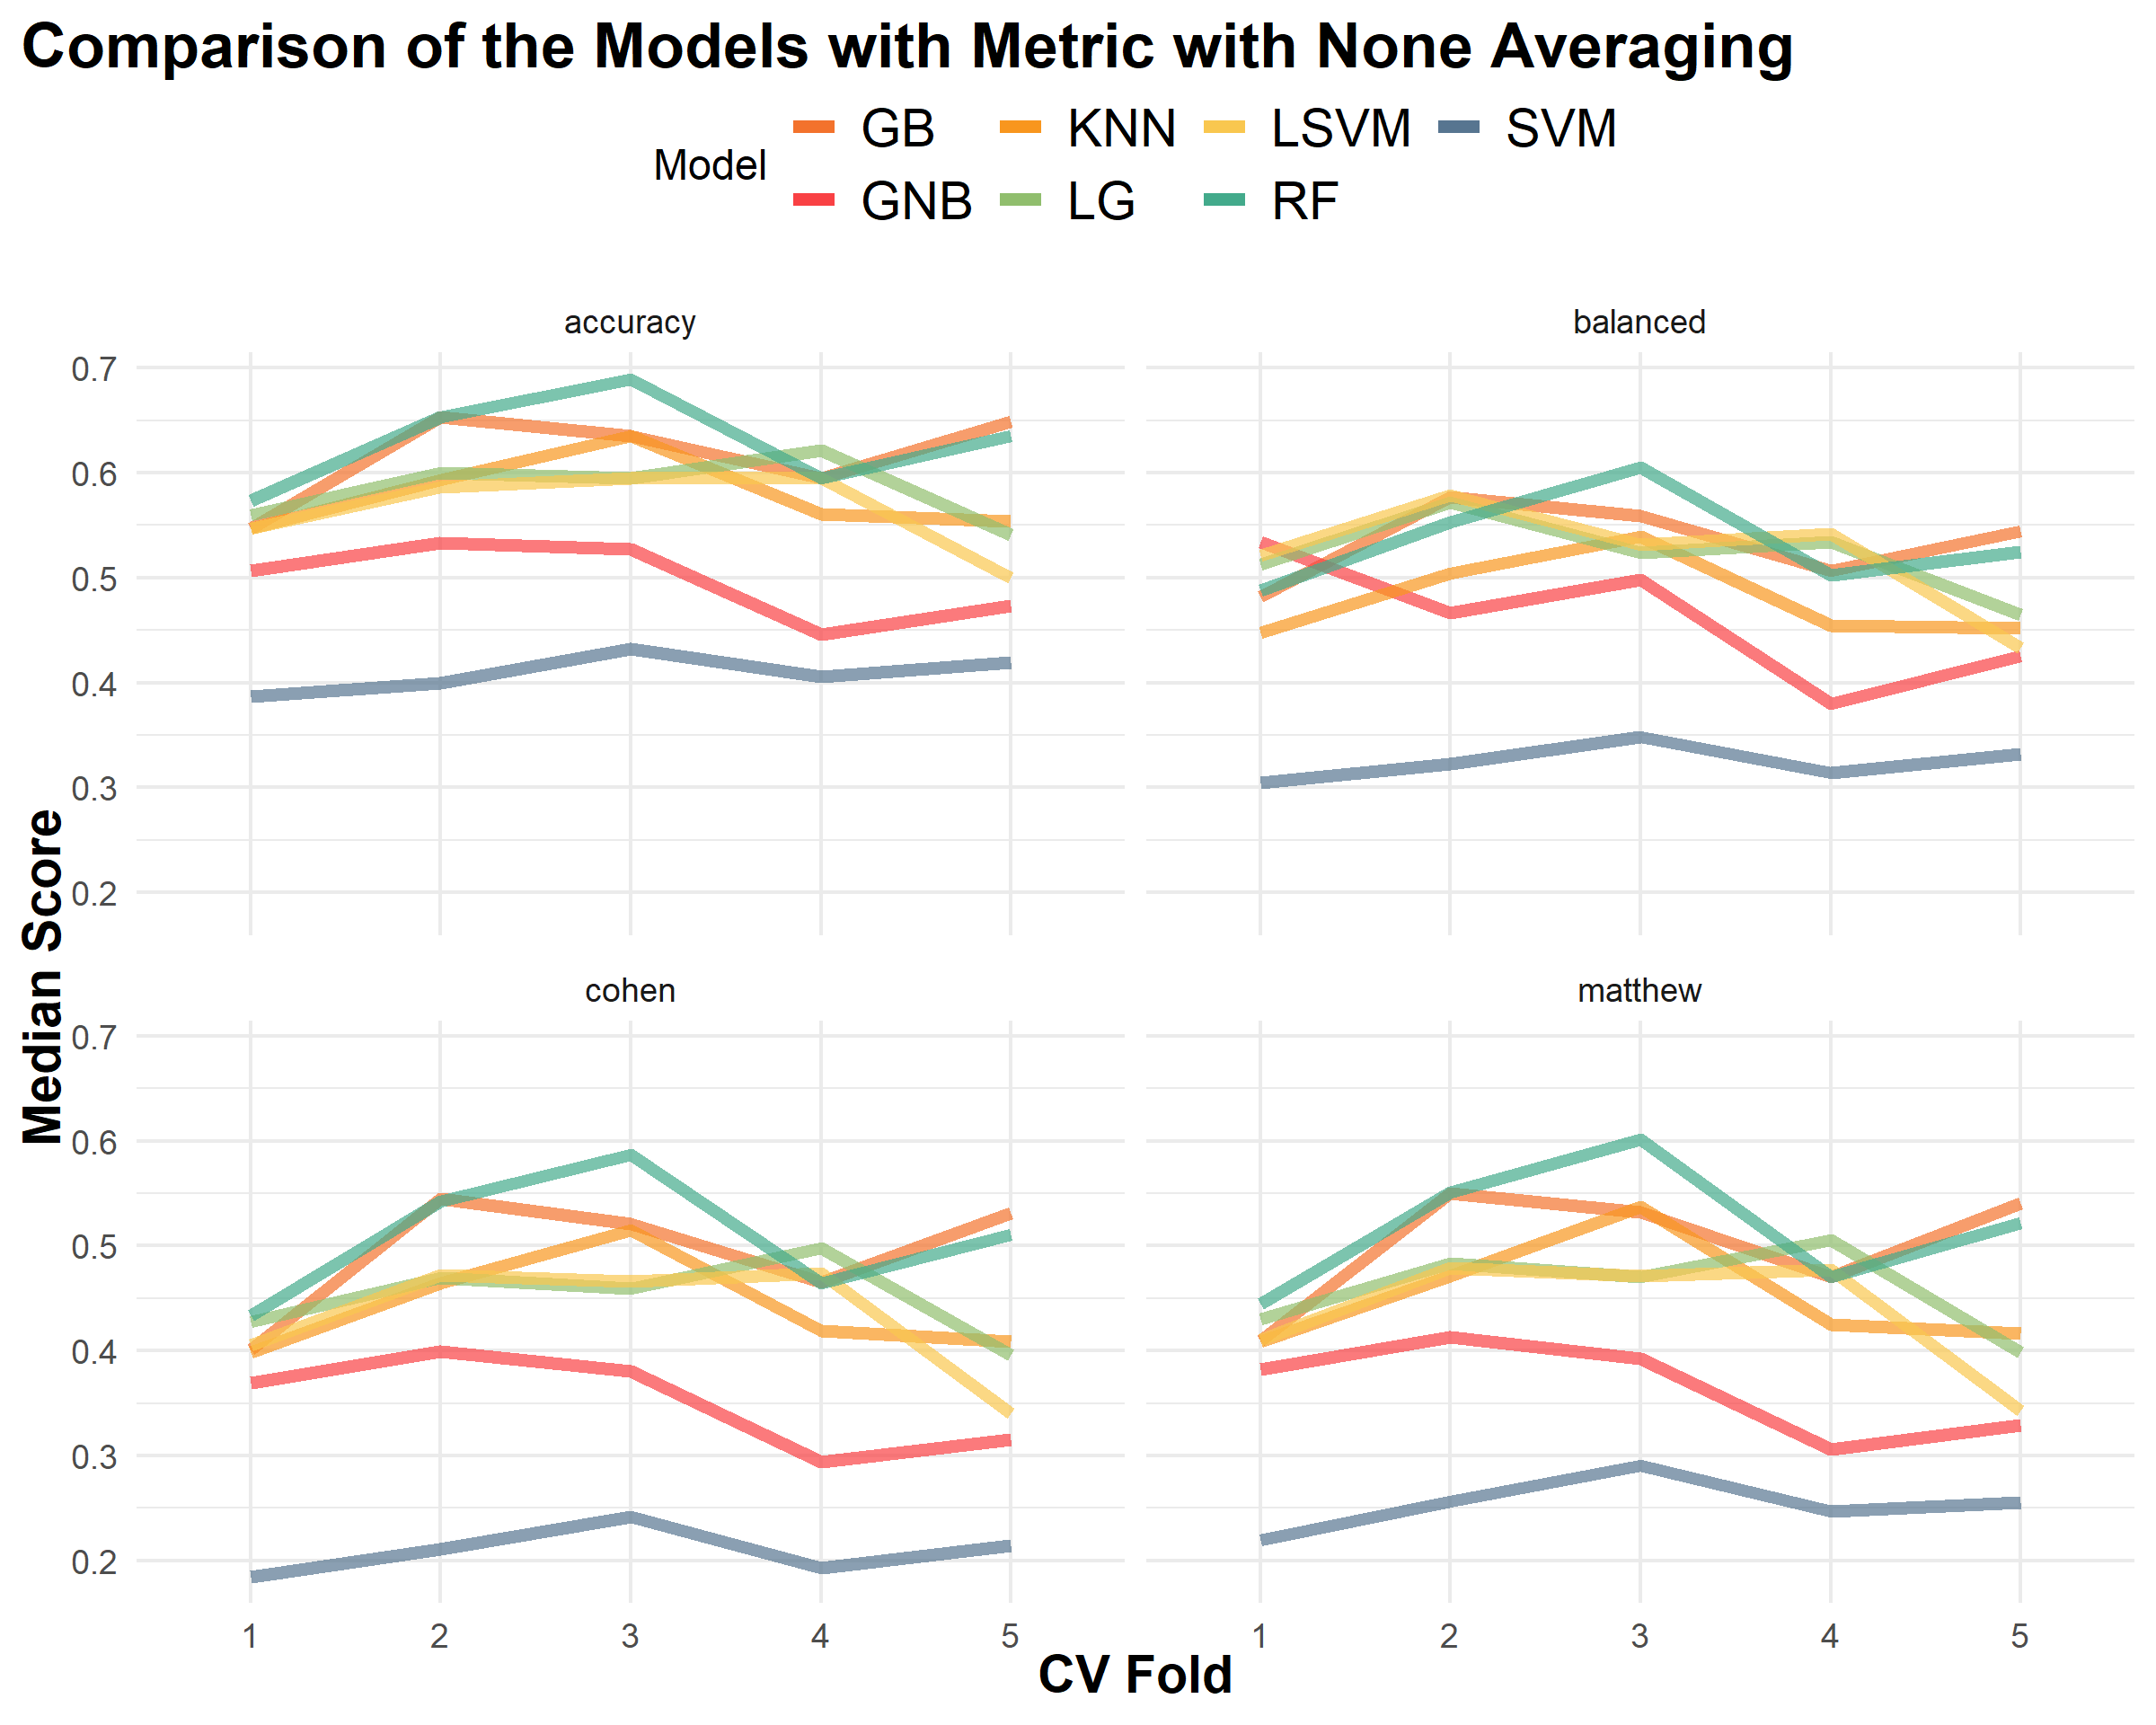 Comparison of the Models with Metric with None Averaging
Model
GB KNN LSVM SVM
GNB LG RF
accuracy balanced
0.7
0.6
0.5
0.4
0.3
0.2
Median Score
cohen matthew
0.7
0.6
0.5
0.4
0.3
0.2
1 2 3 4 5 1 2 3 4 5
CV Fold